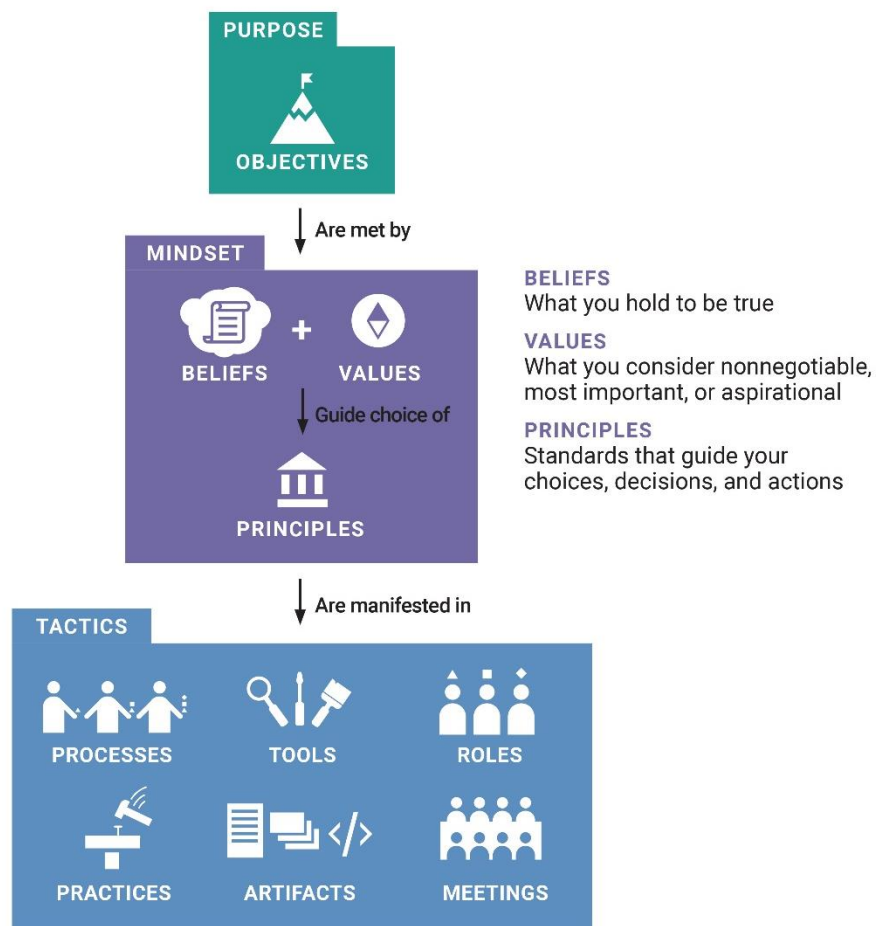 PURPOSE
OBJECTIVES
Are met by
MINDSET
BELIEFS
+
VALUES
Guide choice of
PRINCIPLES
BELIEFS
What you hold to be true
VALUES
What you consider nonnegotiable,
most important, or aspirational
PRINCIPLES
Standards that guide your
choices, decisions, and actions
Are manifested in
TACTICS
PROCESSES
TOOLS
ROLES
PRACTICES
</>
ARTIFACTS
MEETINGS